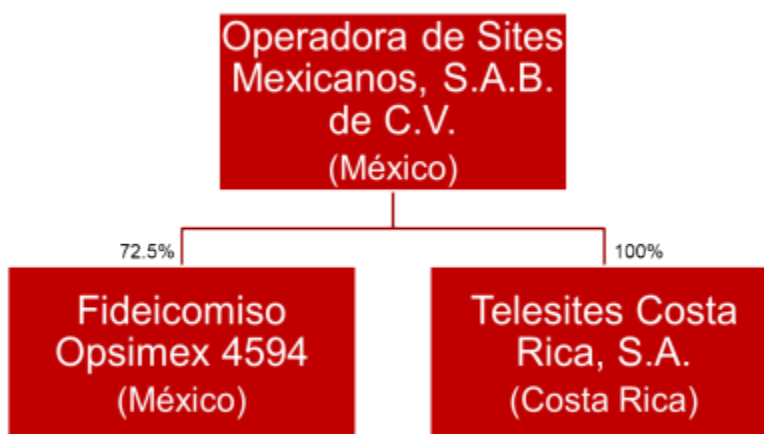 Operadora de Sites
Mexicanos, S.A.B.
de C.V.
(México)
72.5%
100%
Fideicomiso
Opsimex 4594
(México)
Telesites Costa
Rica, S.A.
(Costa Rica)